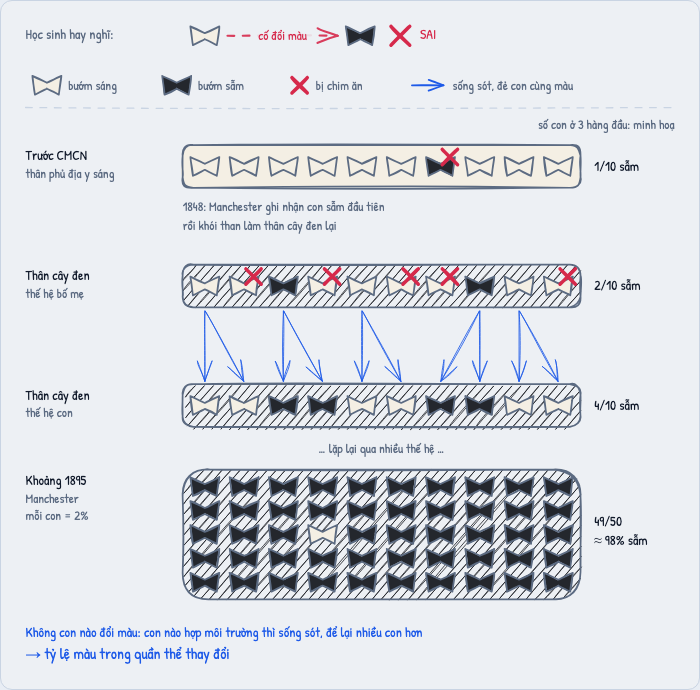 Học sinh hay nghĩ:
cố đổi màu
SAI
bướm sáng
bướm sẫm
bị chim ăn
sống sót, đẻ con cùng màu
số con ở 3 hàng đầu: minh hoạ
Trước CMCN
thân phủ địa y sáng
1/10 sẫm
1848: Manchester ghi nhận con sẫm đầu tiên
rồi khói than làm thân cây đen lại
Thân cây đen
thế hệ bố mẹ
2/10 sẫm
Thân cây đen
thế hệ con
4/10 sẫm
... lặp lại qua nhiều thế hệ ...
Khoảng 1895
Manchester
mỗi con = 2%
49/50
≈ 98% sẫm
Không con nào đổi màu: con nào hợp môi trường thì sống sót, để lại nhiều con hơn
→ tỷ lệ màu trong quần thể thay đổi